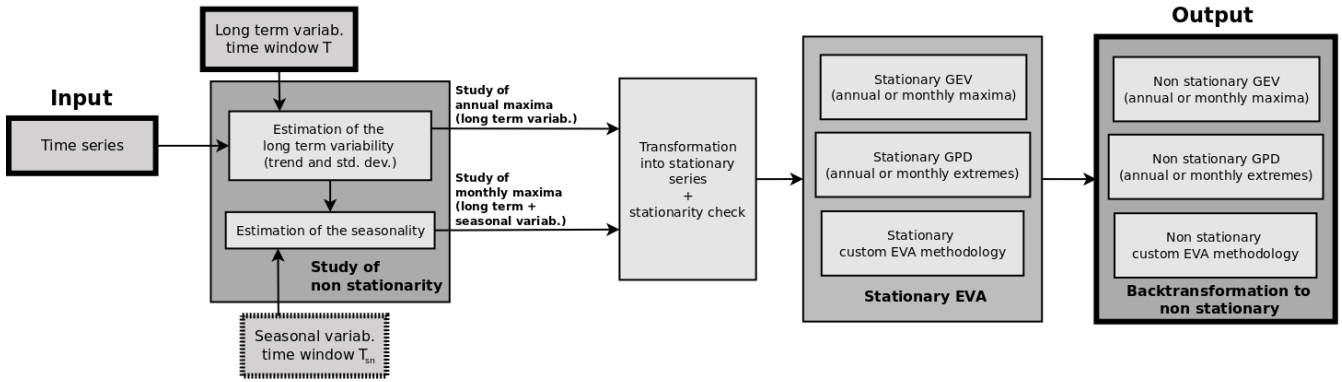 Input
Time series
Long term variab.
time window T
Estimation of the
long term variability
(trend and std. dev.)
Estimation of the seasonality
Study of
non stationarity
Seasonal variab.
time window Tsn
Study of
annual maxima
(long term variab.)
Study of
monthly maxima
(long term +
seasonal variab.)
Transformation
into stationary
series
+
stationarity check
Stationary GEV
(annual or monthly maxima)
Stationary GPD
(annual or monthly extremes)
Stationary
custom EVA methodology
Stationary EVA
Output
Non stationary GEV
(annual or monthly maxima)
Non stationary GPD
(annual or monthly extremes)
Non stationary
custom EVA methodology
Backtransformation to
non stationary